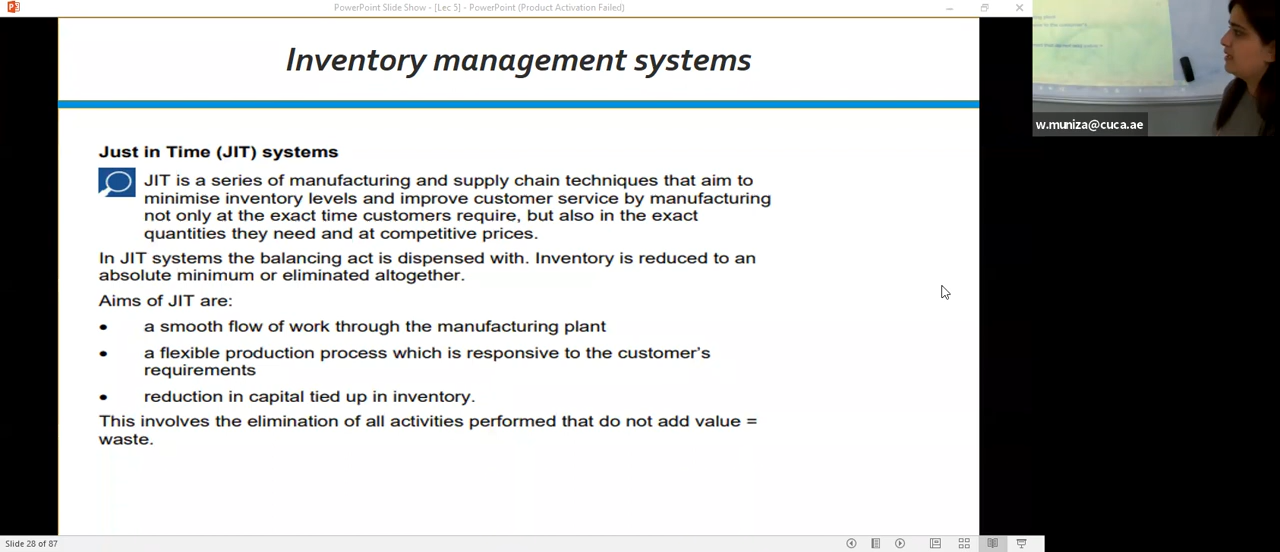 PowerPoint Slide Show - [Lec 3] - PowerPoint (Product Activation Failed)
Inventory management systems
w.muniza@cuca.ae
Just in Time (JIT) systems
JIT is a series of manufacturing and supply chain techniques that aim to
minimise inventory levels and improve customer service by manufacturing
not only at the exact time customers require, but also in the exact
quantities they need and at competitive prices.
In JIT systems the balancing act is dispensed with. Inventory is reduced to an
absolute minimum or eliminated altogether.
Aims of JIT are:
• a smooth flow of work through the manufacturing plant
• a flexible production process which is responsive to the customer's
requirements
• reduction in capital tied up in inventory.
This involves the elimination of all activities performed that do not add value =
waste.
Slide 28 of 87